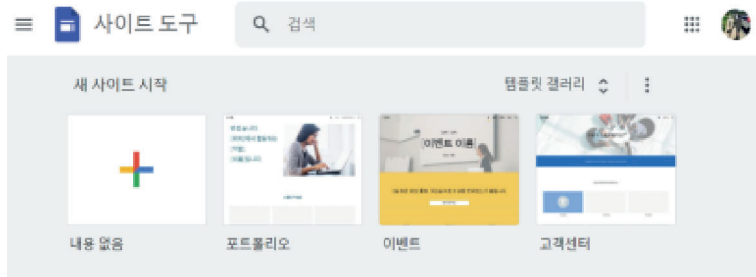 사이트 도구
검색
새 사이트 시작
템플릿 갤러리
이벤트 이름
내용 없음
포트폴리오
이벤트
고객센터